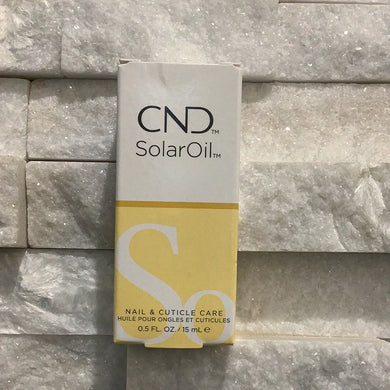 CND™
SolarOil™
So
NAIL & CUTICLE CARE
HUILE POUR ONGLES ET CUTICULES
0.5 FL. OZ. / 15 mL ℮